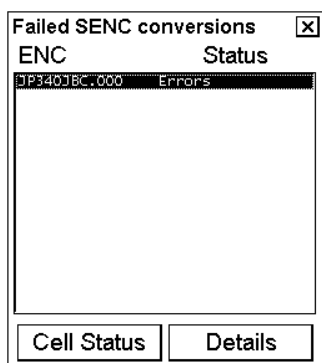 Failed SENC conversions
ENC Status
JP340JBC.000 Errors
Cell Status Details